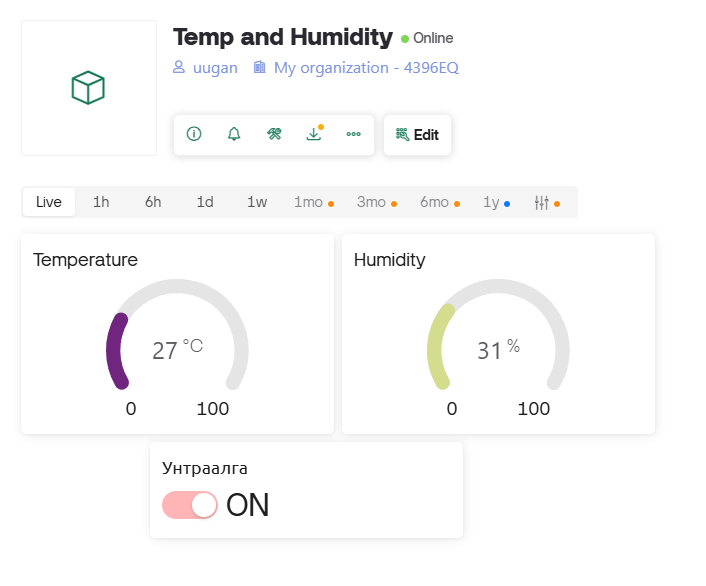 Temp and Humidity Online
uugan My organization - 4396EQ
Edit
Live 1h 6h 1d 1w 1mo 3mo 6mo 1y
Temperature
27 °C
0 100
Humidity
31 %
0 100
Унтраалга
ON